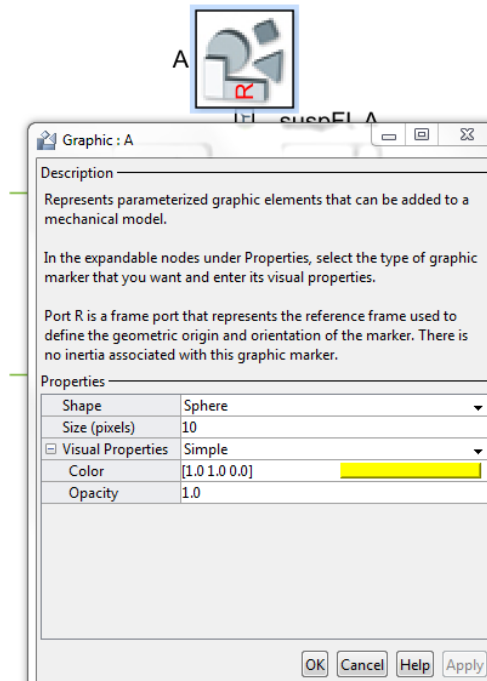 A
R
suspFL A
Graphic : A
Description
Represents parameterized graphic elements that can be added to a
mechanical model.
In the expandable nodes under Properties, select the type of graphic
marker that you want and enter its visual properties.
Port R is a frame port that represents the reference frame used to
define the geometric origin and orientation of the marker. There is
no inertia associated with this graphic marker.
Properties
Shape Sphere
Size (pixels) 10
Visual Properties Simple
Color [1.0 1.0 0.0]
Opacity 1.0
OK Cancel Help Apply